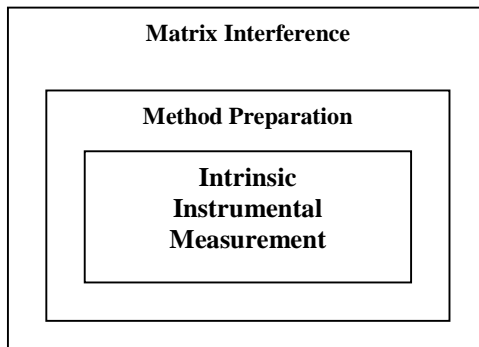 Matrix Interference
Method Preparation
Intrinsic
Instrumental
Measurement